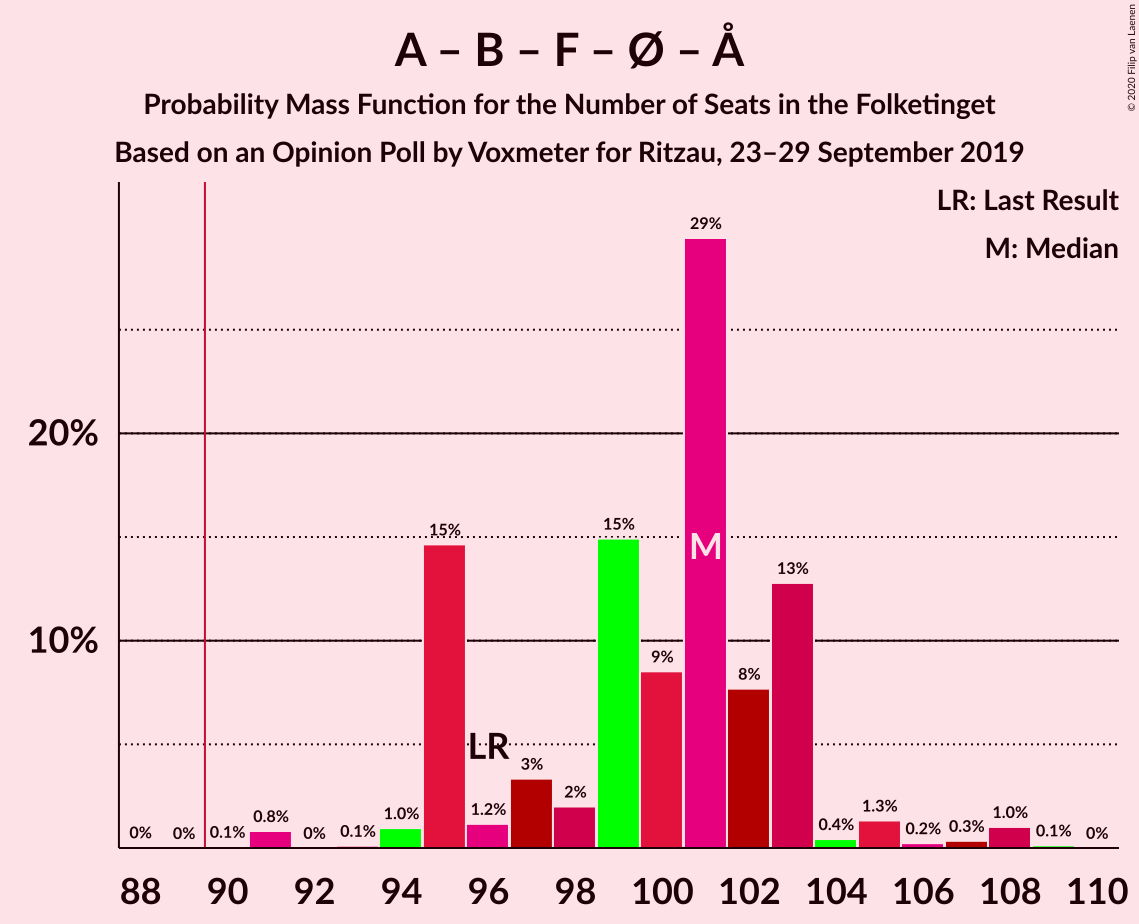 A – B – F – Ø – Å
Probability Mass Function for the Number of Seats in the Folketinget
Based on an Opinion Poll by Voxmeter for Ritzau, 23–29 September 2019
© 2020 Filip van Laenen
LR: Last Result
M: Median
20%
10%
0% 0% 0.1% 0.8% 0% 0.1% 1.0% 15% 1.2% 3% 2% 15% 9% 29% 8% 13% 0.4% 1.3% 0.2% 0.3% 1.0% 0.1% 0%
LR
M
88 90 92 94 96 98 100 102 104 106 108 110